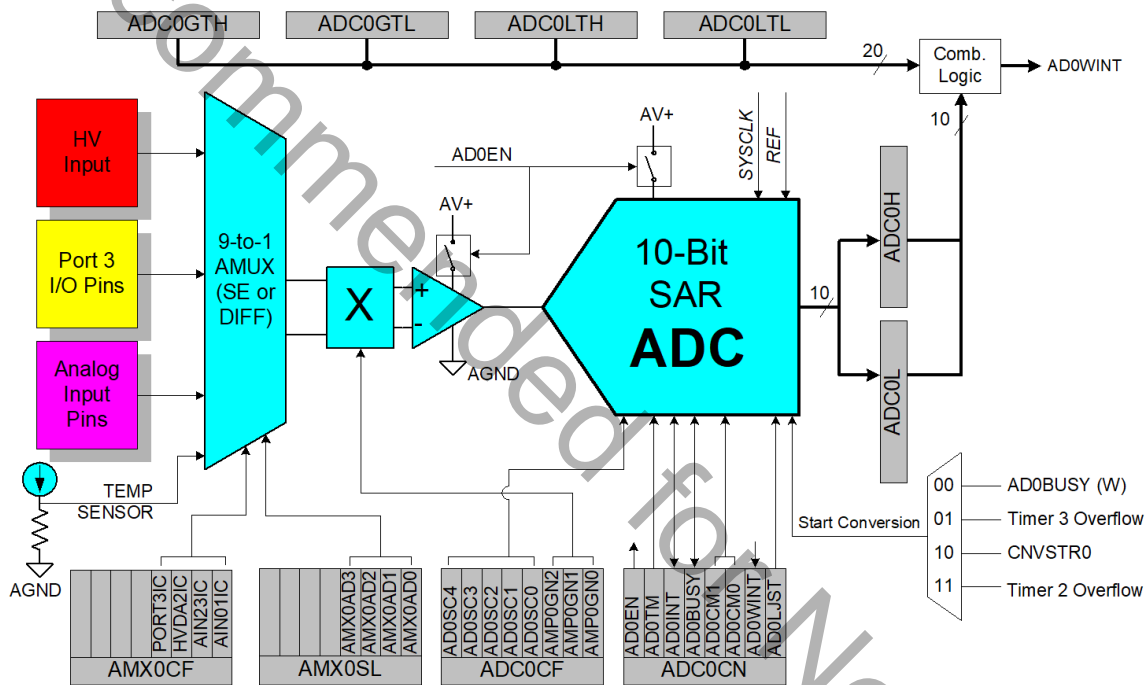 ADC0GTH
ADC0GTL
ADC0LTH
ADC0LTL
20
Comb.
Logic
AD0WINT
10
HV
Input
Port 3
I/O Pins
Analog
Input
Pins
9-to-1
AMUX
(SE or
DIFF)
X
+
-
AD0EN
AV+
AV+
AGND
SYSCLK
REF
10-Bit
SAR
ADC
10
ADC0H
ADC0L
TEMP
SENSOR
AGND
Start Conversion
00
AD0BUSY (W)
01
Timer 3 Overflow
10
CNVSTR0
11
Timer 2 Overflow
PORT3IC
HVDA2IC
AIN23IC
AIN01IC
AMX0CF
AMX0AD3
AMX0AD2
AMX0AD1
AMX0AD0
AMX0SL
AD0SC4
AD0SC3
AD0SC2
AD0SC1
AD0SC0
AMP0GN2
AMP0GN1
AMP0GN0
ADC0CF
AD0EN
AD0TM
AD0INT
AD0BUSY
AD0CM1
AD0CM0
AD0WINT
AD0LJST
ADC0CN
commended for Ne